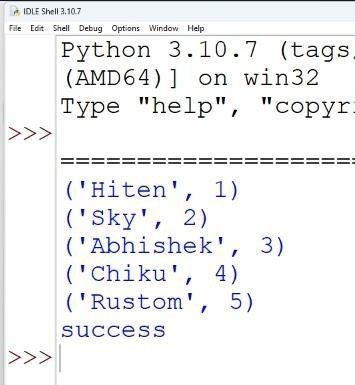 IDLE Shell 3.10.7
File Edit Shell Debug Options Window Help
Python 3.10.7 (tags
(AMD64)] on win32
Type "help", "copyri
>>>
=====================
('Hiten', 1)
('Sky', 2)
('Abhishek', 3)
('Chiku', 4)
('Rustom', 5)
success
>>>